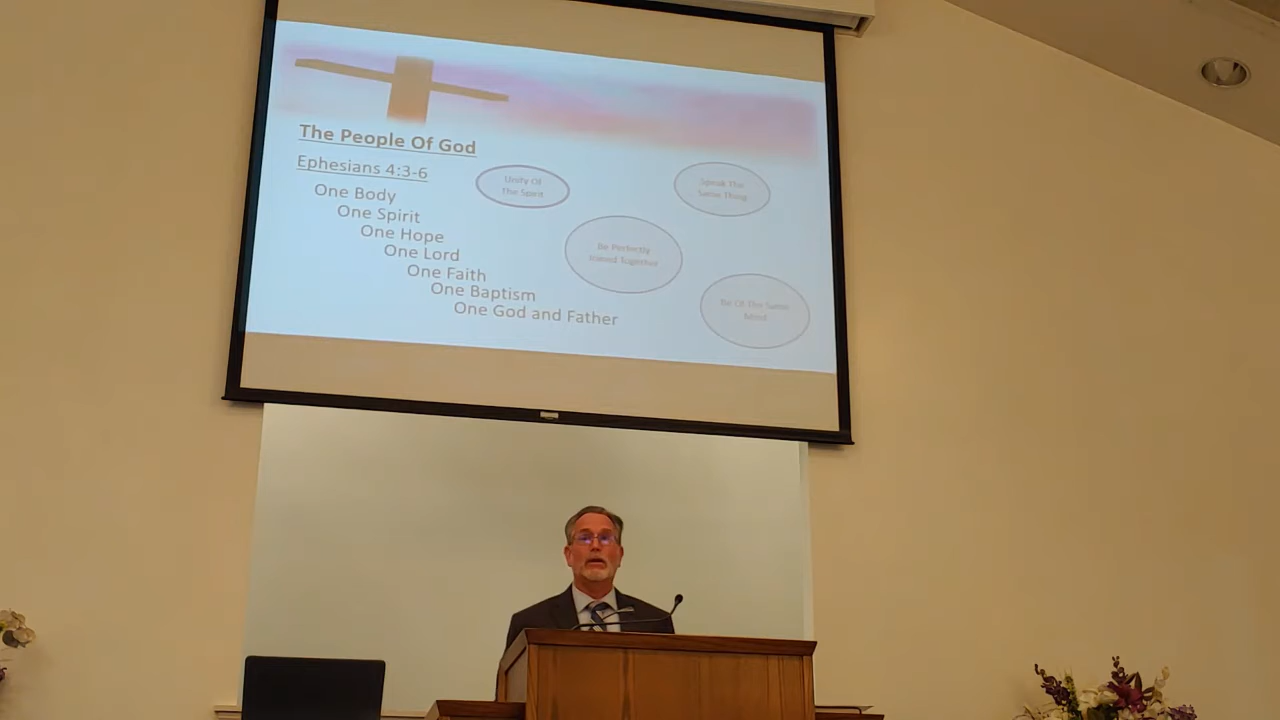 The People Of God
Ephesians 4:3-6
One Body
One Spirit
One Hope
One Lord
One Faith
One Baptism
One God and Father
Unity Of
The Spirit
Speak The
Same Thing
Be Perfectly
Joined Together
Be Of The Same
Mind